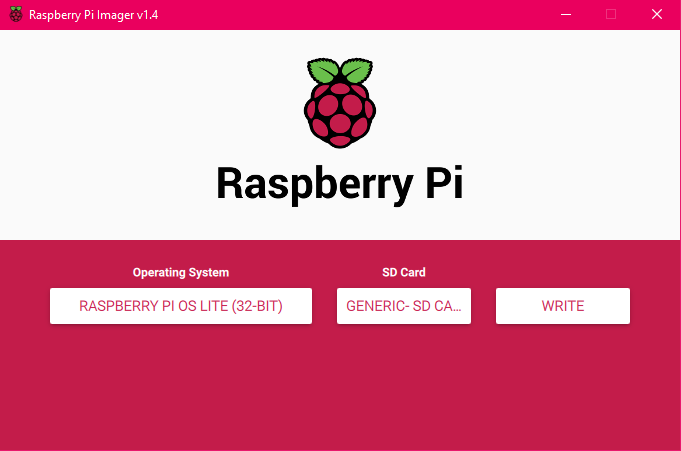 Raspberry Pi Imager v1.4
Raspberry Pi
Operating System
SD Card
RASPBERRY PI OS LITE (32-BIT)
GENERIC- SD CA...
WRITE